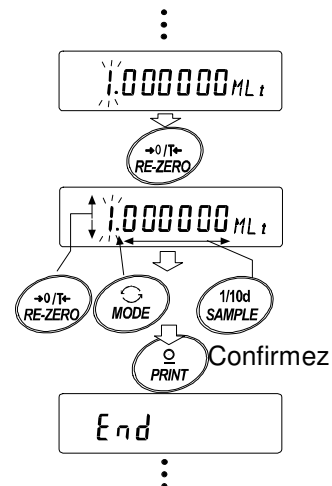 1.000000 MLt
→0/T←
RE-ZERO
1.000000 MLt
→0/T←
RE-ZERO
MODE
1/10d
SAMPLE
PRINT
Confirmez
End